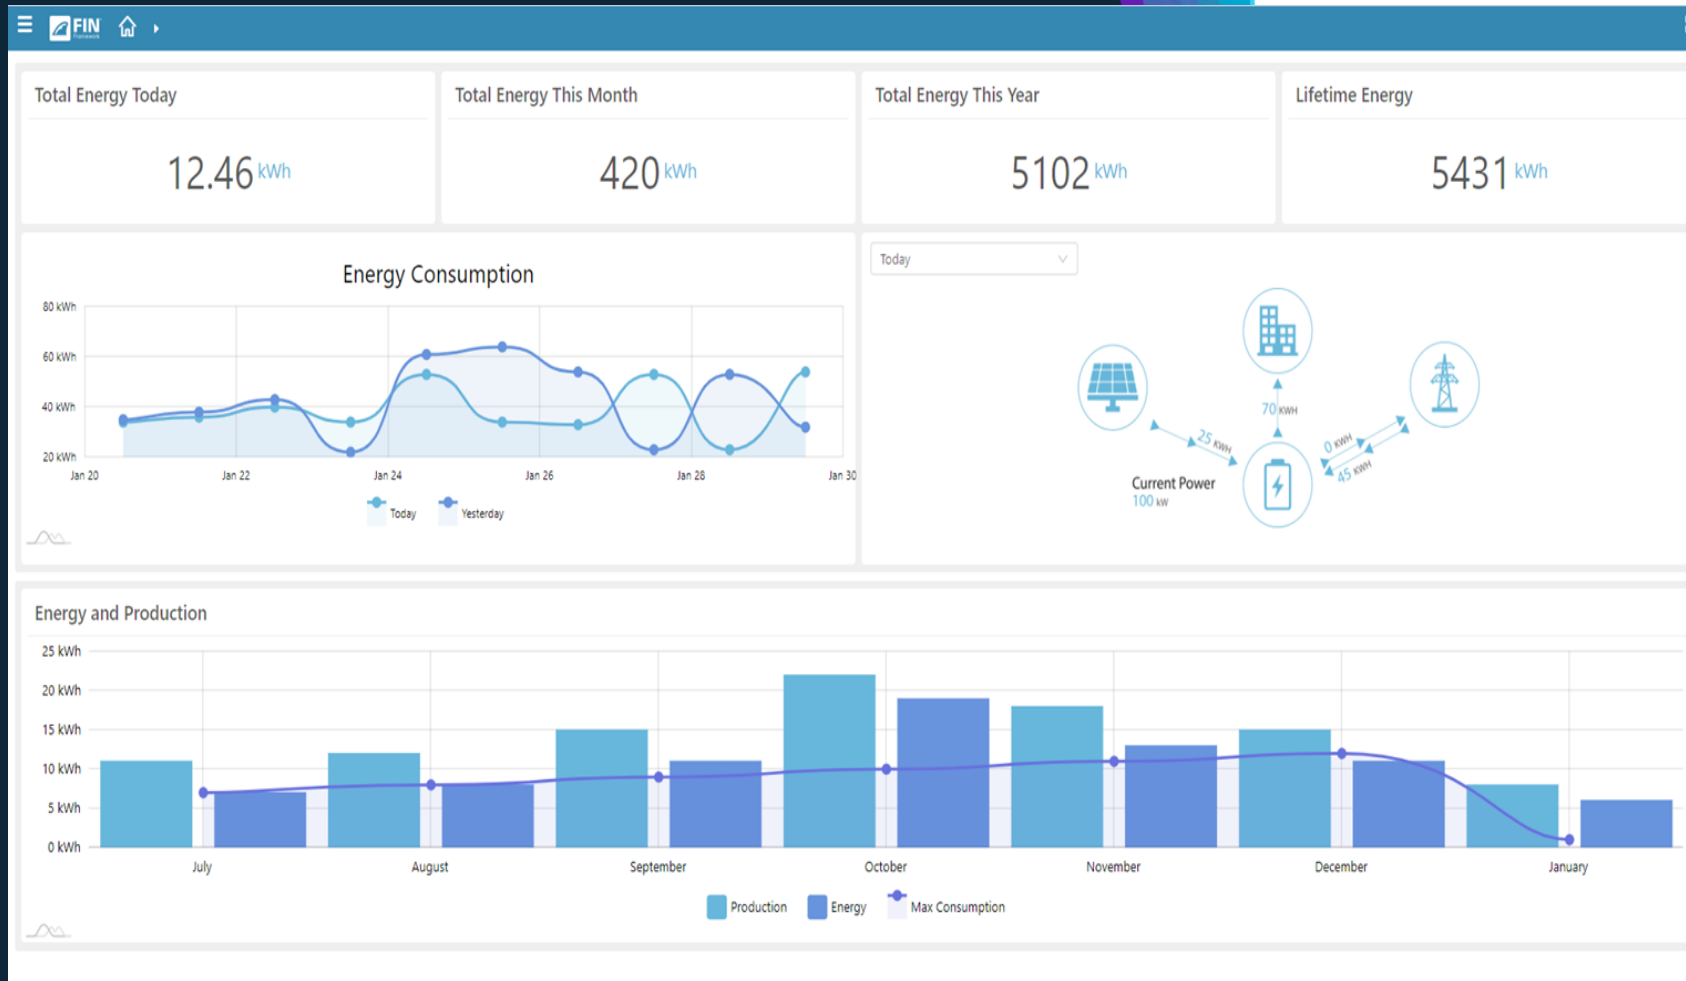 FIN
Framework
Total Energy Today
Total Energy This Month
Total Energy This Year
Lifetime Energy
12.46 kWh
420 kWh
5102 kWh
5431 kWh
Energy Consumption
80 kWh
60 kWh
40 kWh
20 kWh
Jan 20
Jan 22
Jan 24
Jan 26
Jan 28
Jan 30
Today
Yesterday
Today
70 KWH
25 KWH
0 KWH
45 KWH
Current Power
100 kW
Energy and Production
25 kWh
20 kWh
15 kWh
10 kWh
5 kWh
0 kWh
July
August
September
October
November
December
January
Production
Energy
Max Consumption